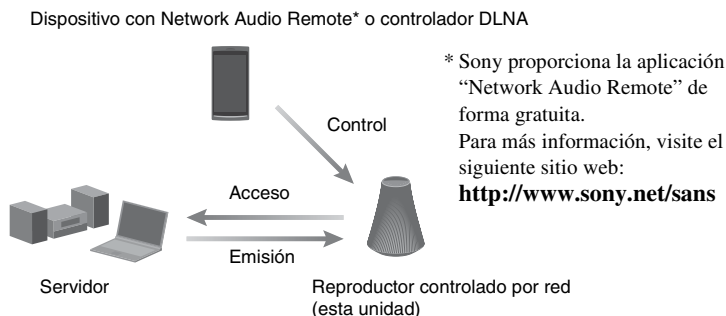 Dispositivo con Network Audio Remote* o controlador DLNA
* Sony proporciona la aplicación
“Network Audio Remote” de
forma gratuita.
Para más información, visite el
siguiente sitio web:
http://www.sony.net/sans
Control
Acceso
Emisión
Servidor
Reproductor controlado por red
(esta unidad)